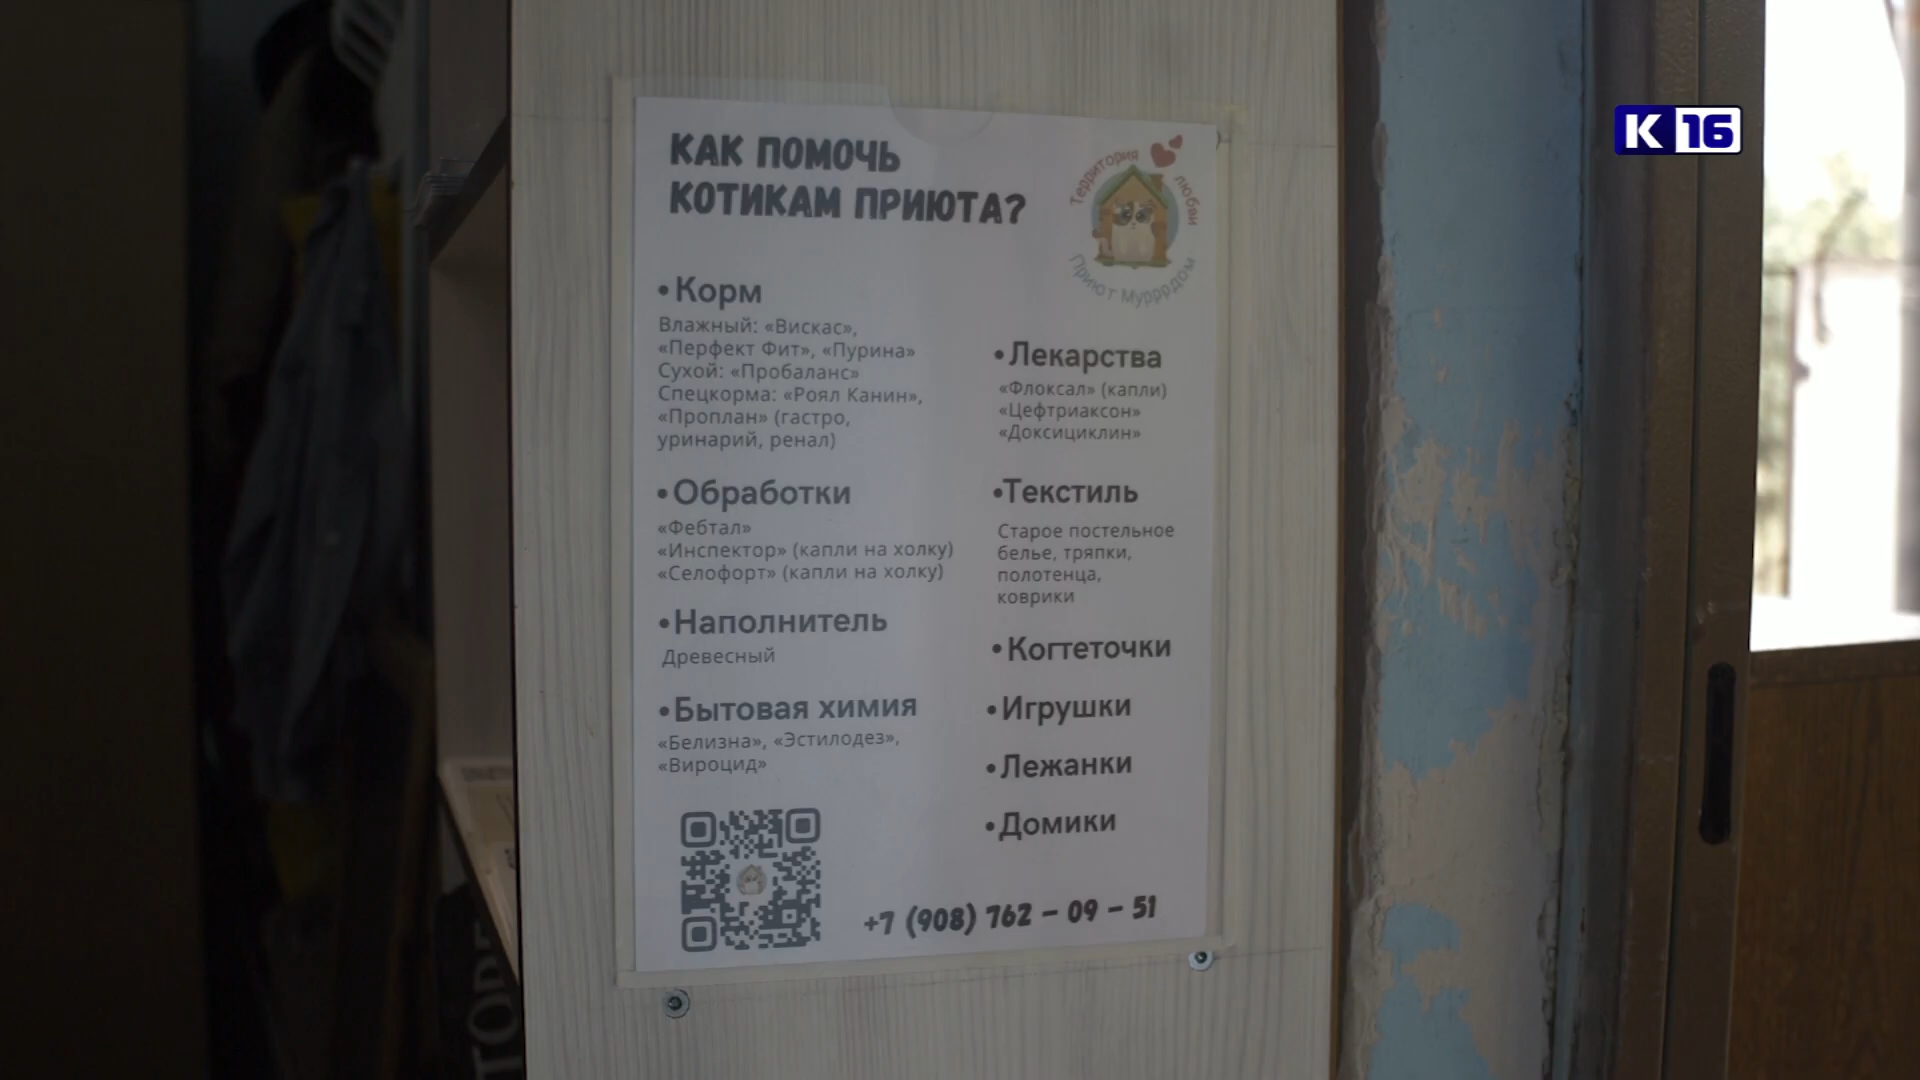 КАК ПОМОЧЬ
КОТИКАМ ПРИЮТА?
Территория любви
Приют Мурррдом
•Корм
Влажный: «Вискас»,
«Перфект Фит», «Пурина»
Сухой: «Пробаланс»
Спецкорма: «Роял Канин»,
«Проплан» (гастро,
уринарий, ренал)
•Обработки
«Фебтал»
«Инспектор» (капли на холку)
«Селофорт» (капли на холку)
•Наполнитель
Древесный
•Бытовая химия
«Белизна», «Эстилодез»,
«Вироцид»
•Лекарства
«Флоксал» (капли)
«Цефтриаксон»
«Доксициклин»
•Текстиль
Старое постельное
белье, тряпки,
полотенца,
коврики
•Когтеточки
•Игрушки
•Лежанки
•Домики
+7 (908) 762 – 09 – 51
К 16